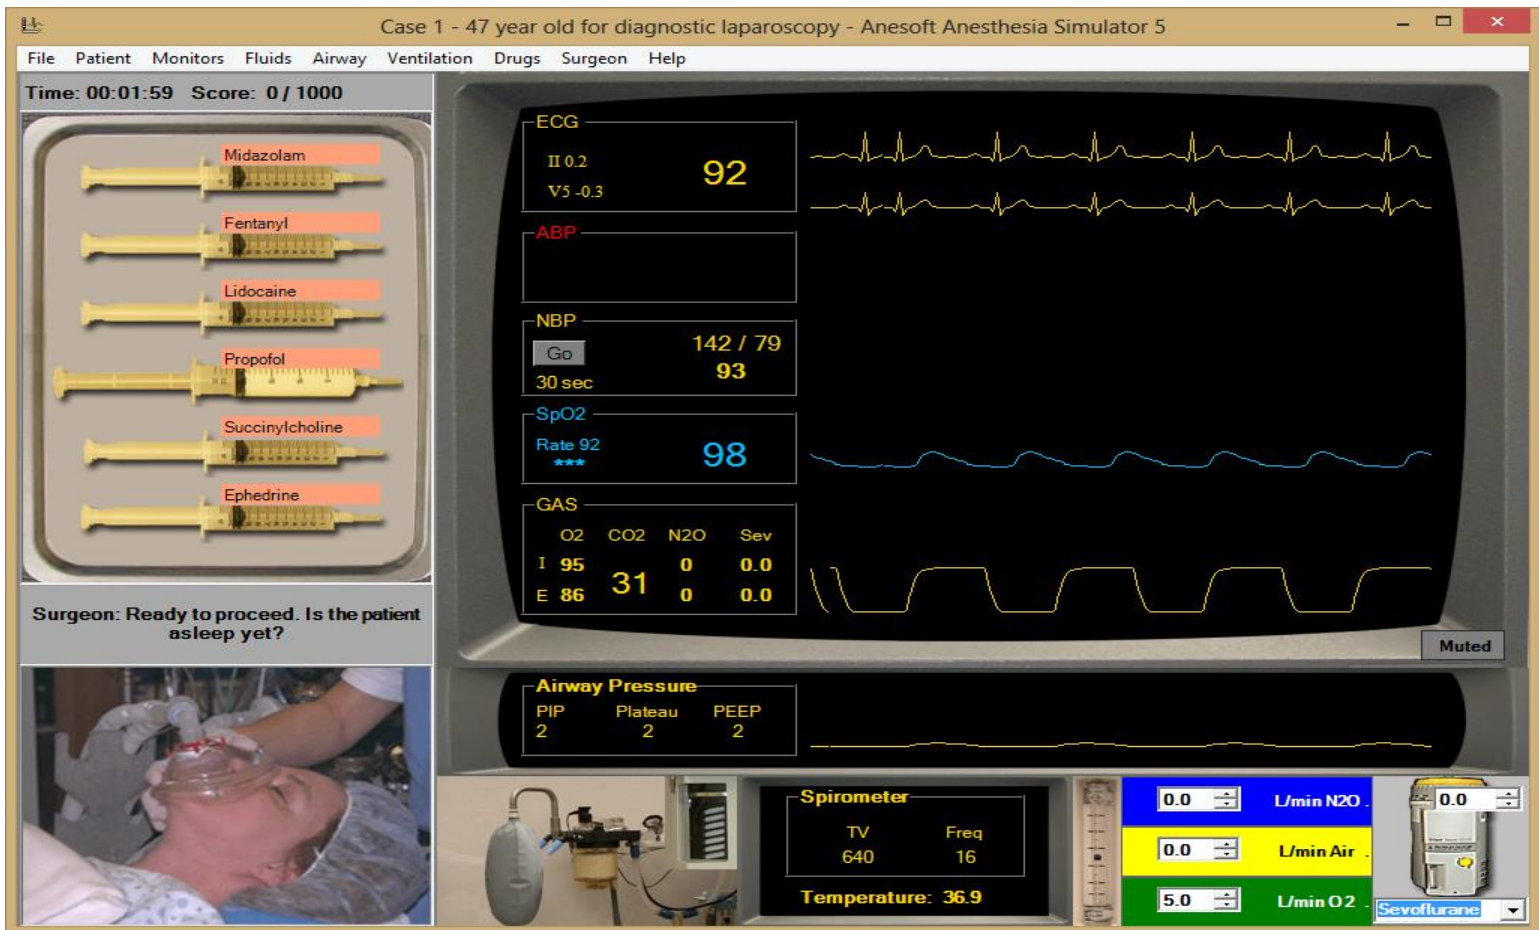 Case 1 - 47 year old for diagnostic laparoscopy - Anesoft Anesthesia Simulator 5
File Patient Monitors Fluids Airway Ventilation Drugs Surgeon Help
Time: 00:01:59 Score: 0 / 1000
Midazolam
Fentanyl
Lidocaine
Propofol
Succinylcholine
Ephedrine
Surgeon: Ready to proceed. Is the patient
asleep yet?
ECG
II 0.2
V5 -0.3
92
ABP
NBP
Go
142 / 79
93
30 sec
SpO2
Rate 92
***
98
GAS
O2 CO2 N2O Sev
I 95 0 0.0
31
E 86 0 0.0
Muted
Airway Pressure
PIP Plateau PEEP
2 2 2
Spirometer
TV Freq
640 16
Temperature: 36.9
0.0 L/min N2O .
0.0 L/min Air .
5.0 L/min O2 .
0.0
Sevoflurane